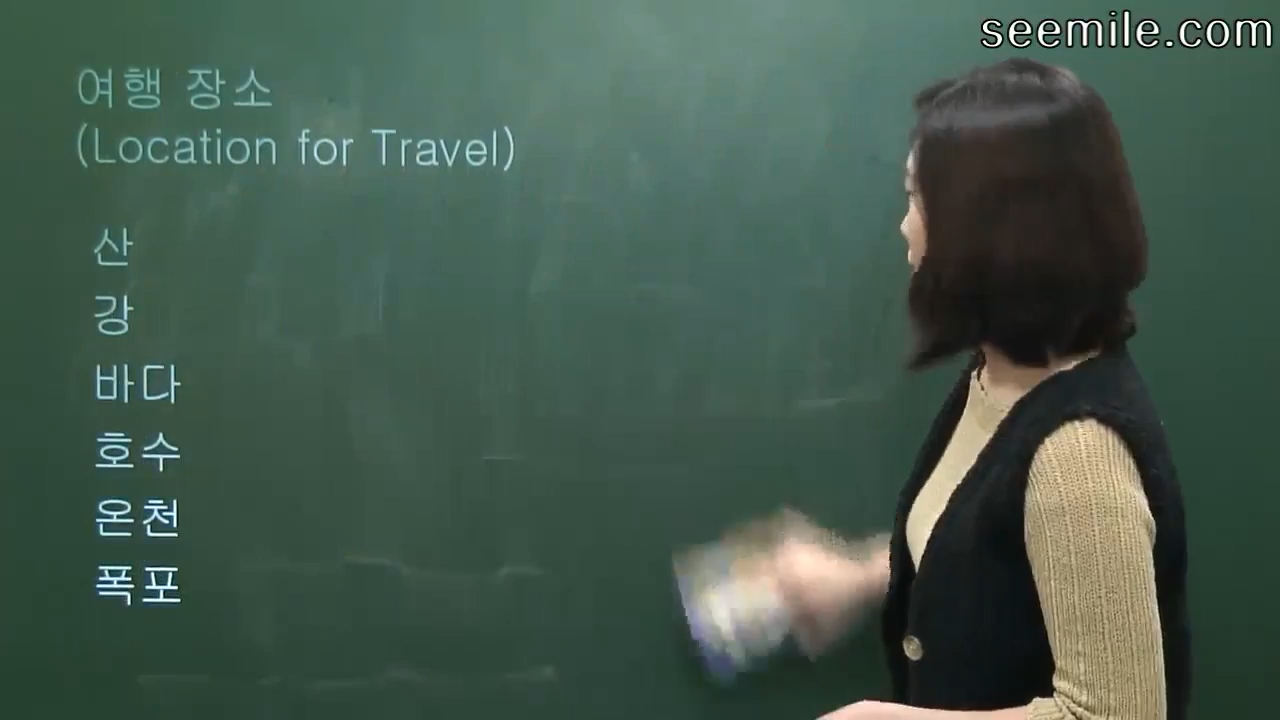 seemile.com
여행 장소
(Location for Travel)
산
강
바다
호수
온천
폭포